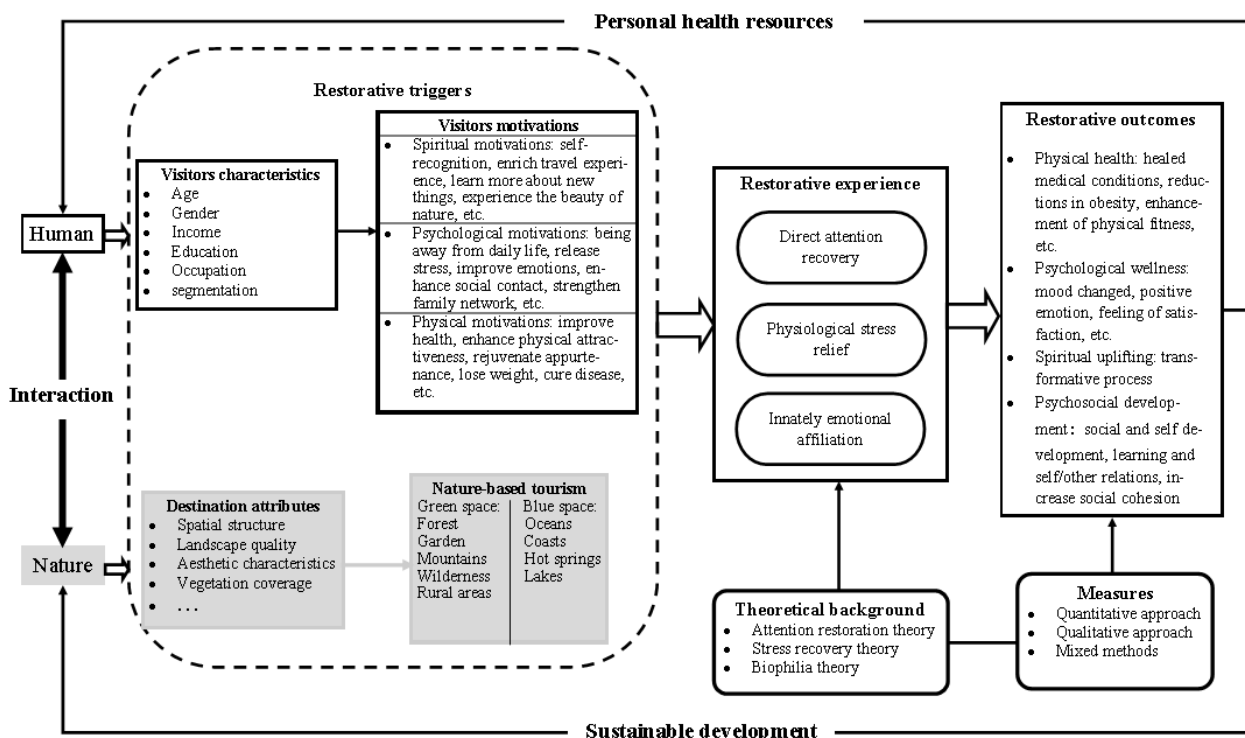 Personal health resources
Restorative triggers
Human
Interaction
Nature
Visitors characteristics
• Age
• Gender
• Income
• Education
• Occupation
• segmentation
Visitors motivations
• Spiritual motivations: self-
recognition, enrich travel experi-
ence, learn more about new
things, experience the beauty of
nature, etc.
• Psychological motivations: being
away from daily life, release
stress, improve emotions, en-
hance social contact, strengthen
family network, etc.
• Physical motivations: improve
health, enhance physical attrac-
tiveness, rejuvenate appurte-
nance, lose weight, cure disease,
etc.
Destination attributes
• Spatial structure
• Landscape quality
• Aesthetic characteristics
• Vegetation coverage
• . . .
Nature-based tourism
Green space:
Forest
Garden
Mountains
Wilderness
Rural areas
Blue space:
Oceans
Coasts
Hot springs
Lakes
Restorative experience
Direct attention
recovery
Physiological stress
relief
Innately emotional
affiliation
Restorative outcomes
• Physical health: healed
medical conditions, reduc-
tions in obesity, enhance-
ment of physical fitness,
etc.
• Psychological wellness:
mood changed, positive
emotion, feeling of satis-
faction, etc.
• Spiritual uplifting: trans-
formative process
• Psychosocial develop-
ment: social and self de-
velopment, learning and
self/other relations, in-
crease social cohesion
Theoretical background
• Attention restoration theory
• Stress recovery theory
• Biophilia theory
Measures
• Quantitative approach
• Qualitative approach
• Mixed methods
Sustainable development